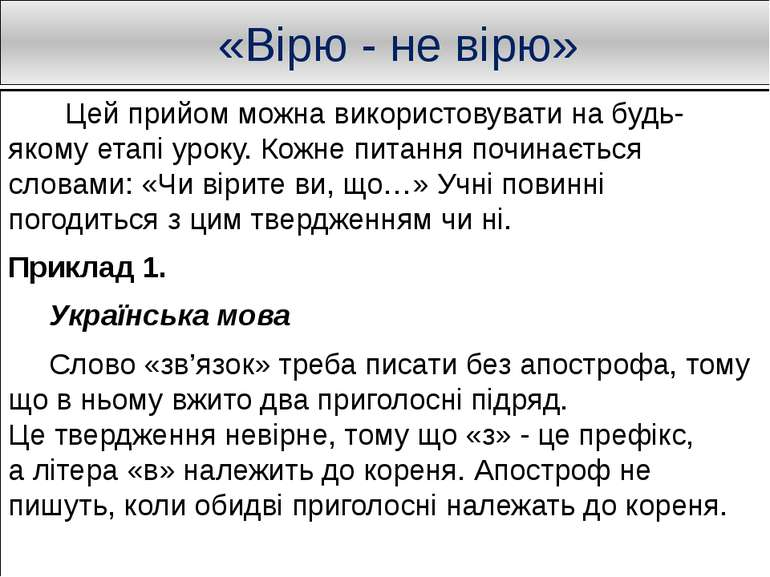 «Вірю - не вірю»
Цей прийом можна використовувати на будь-
якому етапі уроку. Кожне питання починається
словами: «Чи вірите ви, що…» Учні повинні
погодиться з цим твердженням чи ні.
Приклад 1.
Українська мова
Слово «зв’язок» треба писати без апострофа, тому
що в ньому вжито два приголосні підряд.
Це твердження невірне, тому що «з» - це префікс,
а літера «в» належить до кореня. Апостроф не
пишуть, коли обидві приголосні належать до кореня.